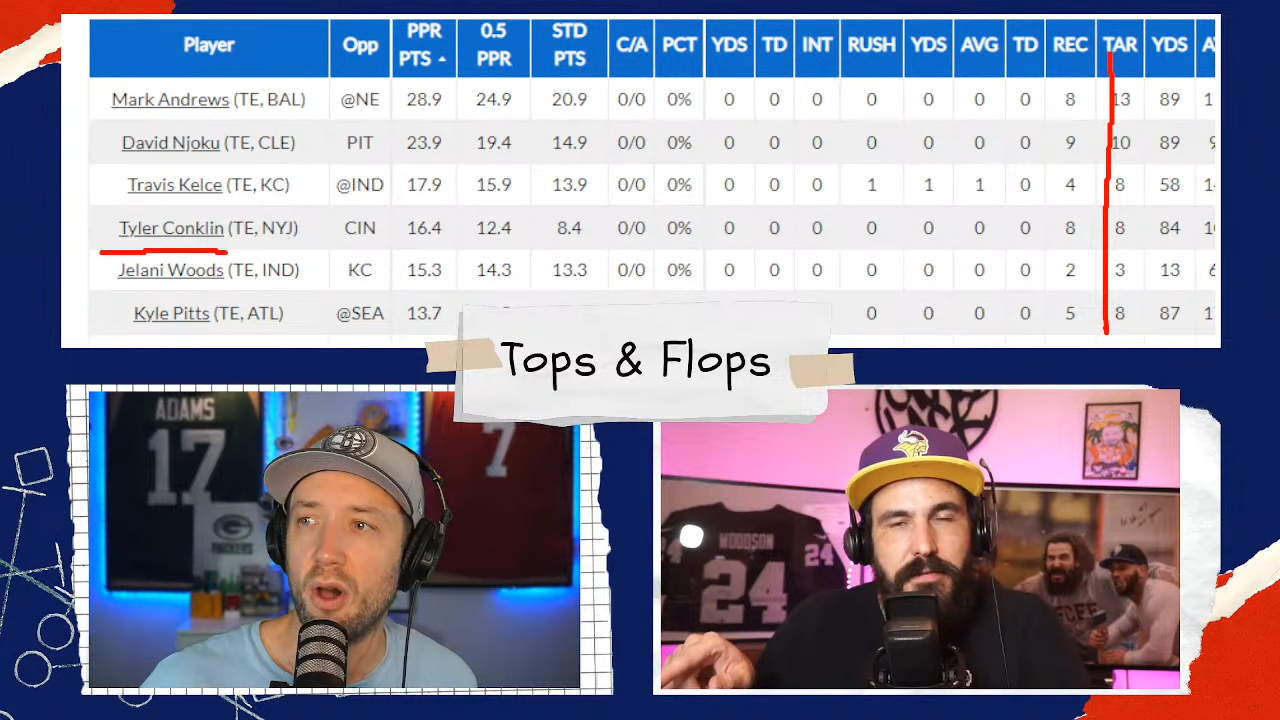 Player Opp PPR PTS 0.5 PPR STD PTS C/A PCT YDS TD INT RUSH YDS AVG TD REC TAR YDS
Mark Andrews (TE, BAL) @NE 28.9 24.9 20.9 0/0 0% 0 0 0 0 0 0 0 8 13 89
David Njoku (TE, CLE) PIT 23.9 19.4 14.9 0/0 0% 0 0 0 0 0 0 0 9 10 89
Travis Kelce (TE, KC) @IND 17.9 15.9 13.9 0/0 0% 0 0 0 1 1 1 0 4 8 58
Tyler Conklin (TE, NYJ) CIN 16.4 12.4 8.4 0/0 0% 0 0 0 0 0 0 0 8 8 84
Jelani Woods (TE, IND) KC 15.3 14.3 13.3 0/0 0% 0 0 0 0 0 0 0 2 3 13
Kyle Pitts (TE, ATL) @SEA 13.7 0 0 0 0 5 8 87
Tops & Flops
ADAMS
17
PACKERS
7
WOODSON
24
24